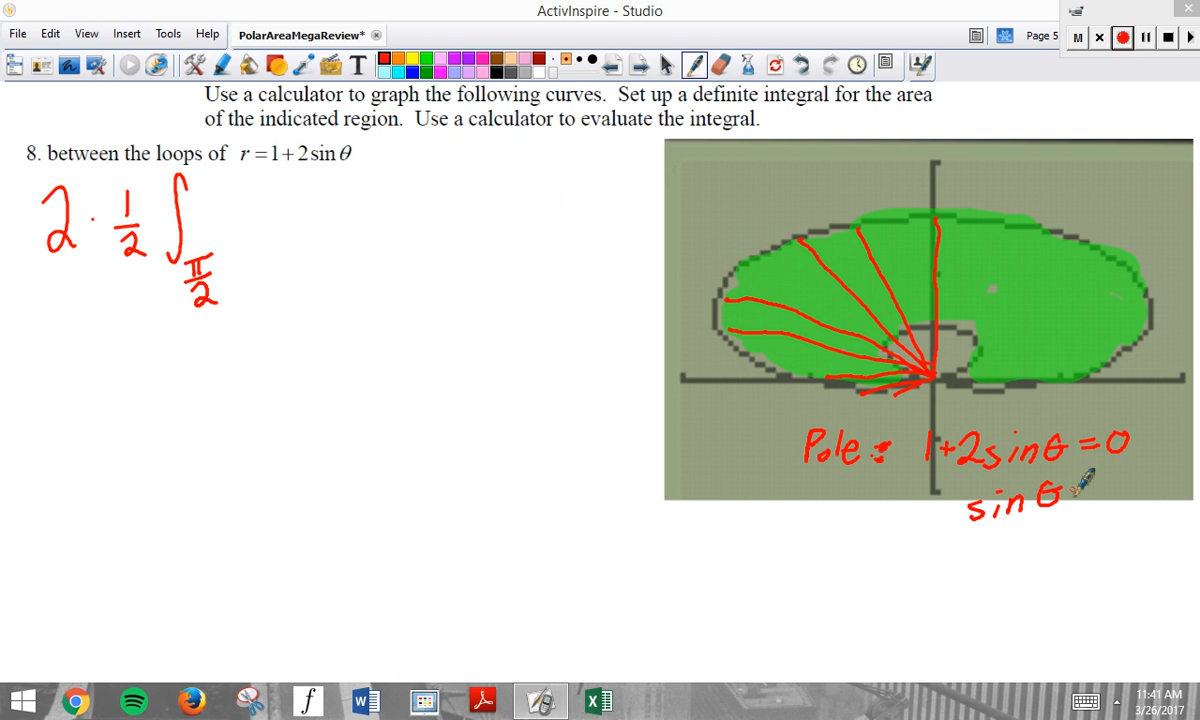 ActivInspire - Studio
File Edit View Insert Tools Help PolarAreaMegaReview* Page 5
M
T
Use a calculator to graph the following curves. Set up a definite integral for the area
of the indicated region. Use a calculator to evaluate the integral.
8. between the loops of r = 1 + 2 sin θ
2 · 1/2 ∫ π/2
Pole: 1+2sinθ=0
sinθ
11:41 AM
3/26/2017